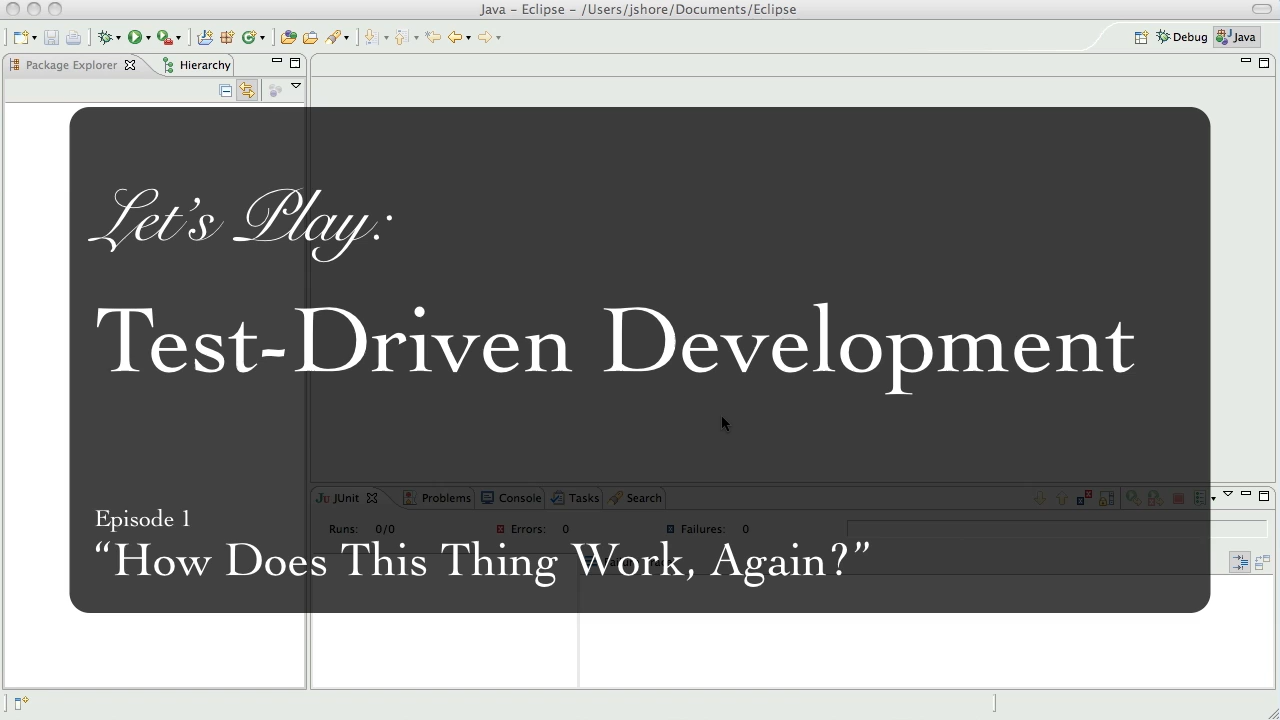 Java – Eclipse – /Users/jshore/Documents/Eclipse
Debug
Java
Package Explorer
Hierarchy
Let's Play:
Test-Driven Development
JUnit
Problems
Console
Tasks
Search
Episode 1
Runs: 0/0
Errors: 0
Failures: 0
“How Does This Thing Work, Again?”